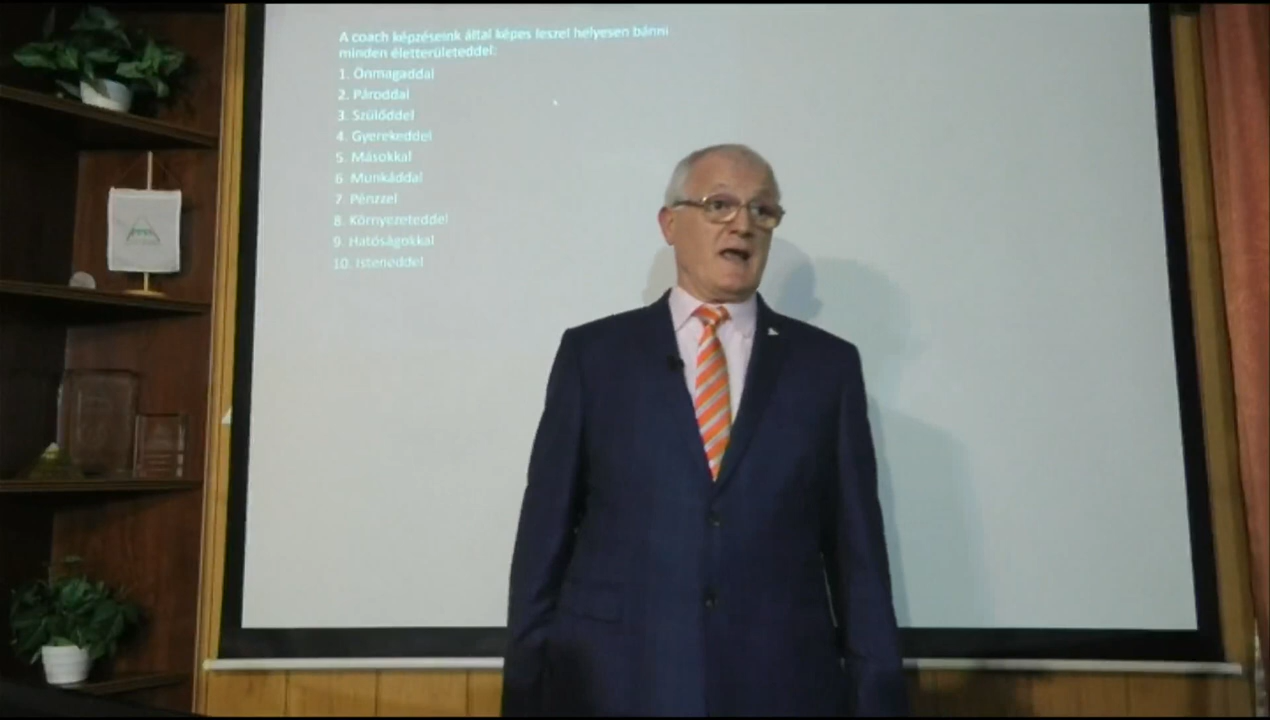 A coach képzéseink által képes leszel helyesen bánni
minden életterületeddel:
1. Önmagaddal
2. Pároddal
3. Szülőddel
4. Gyerekeddel
5. Másokkal
6. Munkáddal
7. Pénzzel
8. Környezeteddel
9. Hatóságokkal
10. Isteneddel